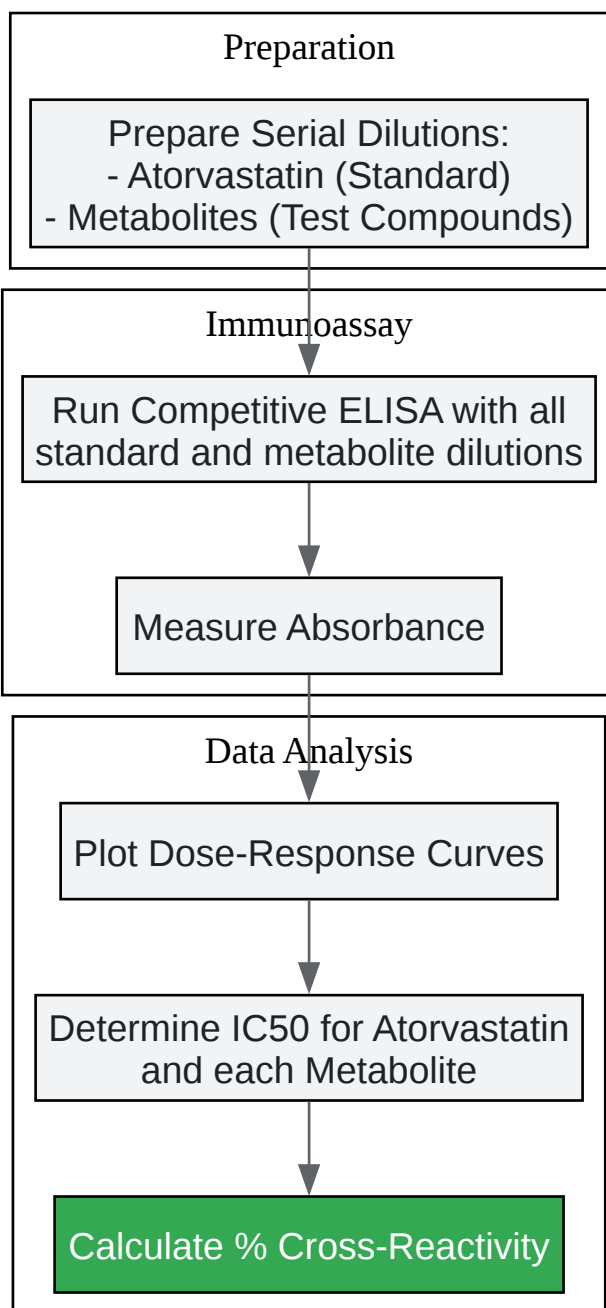 Preparation
Prepare Serial Dilutions:
- Atorvastatin (Standard)
- Metabolites (Test Compounds)
Immunoassay
Run Competitive ELISA with all
standard and metabolite dilutions
Measure Absorbance
Data Analysis
Plot Dose-Response Curves
Determine IC50 for Atorvastatin
and each Metabolite
Calculate % Cross-Reactivity